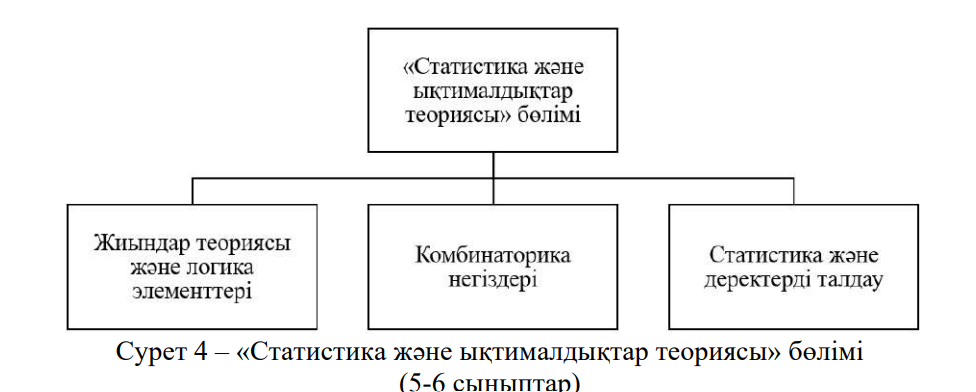 «Статистика және
ықтималдықтар
теориясы» бөлімі
Жиындар теориясы
және логика
элементтері
Комбинаторика
негіздері
Статистика және
деректерді талдау
Сурет 4 – «Статистика және ықтималдықтар теориясы» бөлімі
(5-6 сыныптар)